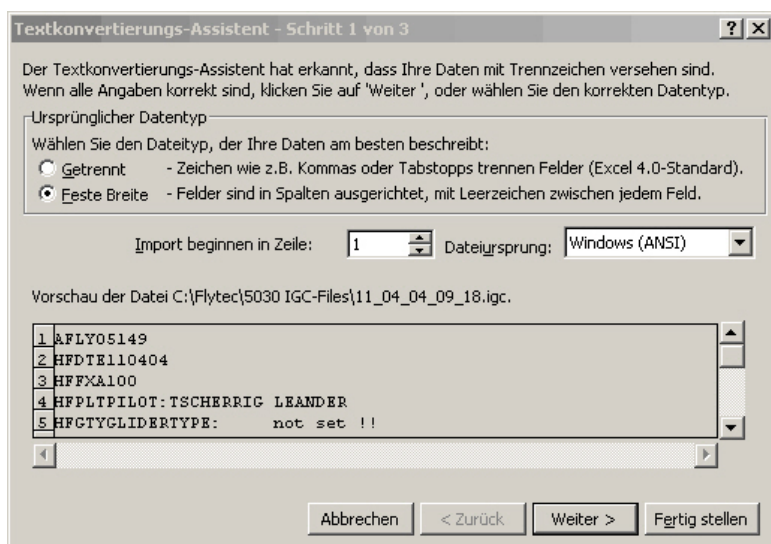 Textkonvertierungs-Assistent - Schritt 1 von 3
Der Textkonvertierungs-Assistent hat erkannt, dass Ihre Daten mit Trennzeichen versehen sind.
Wenn alle Angaben korrekt sind, klicken Sie auf 'Weiter ', oder wählen Sie den korrekten Datentyp.
Ursprünglicher Datentyp
Wählen Sie den Dateityp, der Ihre Daten am besten beschreibt:
Getrennt - Zeichen wie z.B. Kommas oder Tabstopps trennen Felder (Excel 4.0-Standard).
Feste Breite - Felder sind in Spalten ausgerichtet, mit Leerzeichen zwischen jedem Feld.
Import beginnen in Zeile: 1 Dateiursprung: Windows (ANSI)
Vorschau der Datei C:\Flytec\5030 IGC-Files\11_04_04_09_18.igc.
1 AFLY05149
2 HFDTE110404
3 HFFXA100
4 HFPLTPILOT:TSCHERRIG LEANDER
5 HFGTYGLIDERTYPE: not set !!
Abbrechen < Zurück Weiter > Fertig stellen